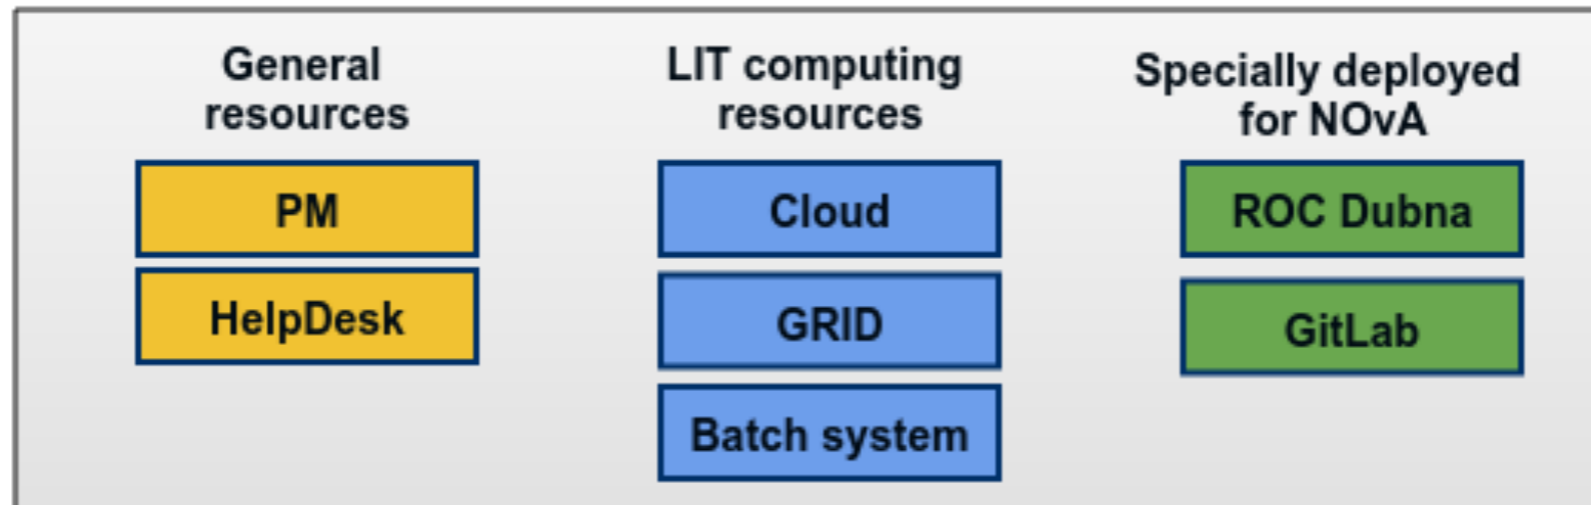 General
resources
PM
HelpDesk
LIT computing
resources
Cloud
GRID
Batch system
Specially deployed
for NOvA
ROC Dubna
GitLab